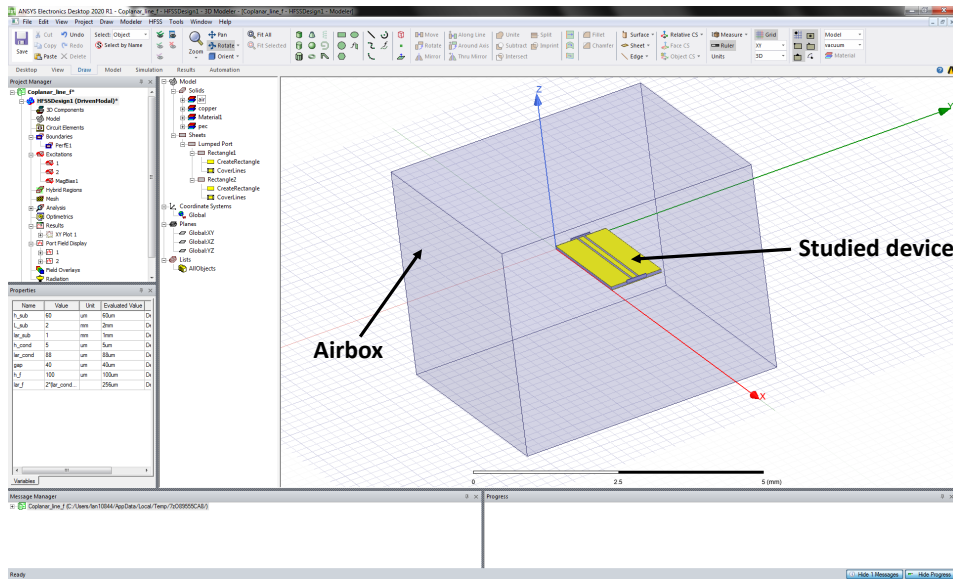 ANSYS Electronics Desktop 2020 R1 - Coplanar_line_f - HFSSDesign1 - 3D Modeler - [Coplanar_line_f - HFSSDesign1 - Modeler]
File Edit View Project Draw Modeler HFSS Tools Window Help
Save
Cut Undo Select: Object
Copy Redo Select by Name
Paste Delete
Zoom
Pan Fit All
Rotate Fit Selected
Orient
Move Along Line Unite Split Fillet Surface Relative CS Measure Grid Model
Rotate Around Axis Subtract Imprint Chamfer Sheet Face CS Ruler XY vacuum
Mirror Thru Mirror Intersect Edge Object CS Units 3D Material
Desktop View Draw Model Simulation Results Automation
Project Manager
Coplanar_line_f*
HFSSDesign1 (DrivenModal)*
3D Components
Model
Circuit Elements
Boundaries
PerfE1
Excitations
1
2
MagBias1
Hybrid Regions
Mesh
Analysis
Optimetrics
Results
XY Plot 1
Port Field Display
1
2
Field Overlays
Radiation
Model
Solids
air
copper
Material1
pec
Sheets
Lumped Port
Rectangle1
CreateRectangle
CoverLines
Rectangle2
CreateRectangle
CoverLines
Coordinate Systems
Global
Planes
Global:XY
Global:XZ
Global:YZ
Lists
AllObjects
Properties
Name Value Unit Evaluated Value
h_sub 60 um 60um
L_sub 2 mm 2mm
lar_sub 1 mm 1mm
h_cond 5 um 5um
lar_cond 88 um 88um
gap 40 um 40um
h_f 100 um 100um
lar_f 2*(lar_cond... 256um
Variables
Z
Y
X
Studied device
Airbox
0 2.5 5 (mm)
Message Manager
Progress
Ready
Hide 1 Messages Hide Progress